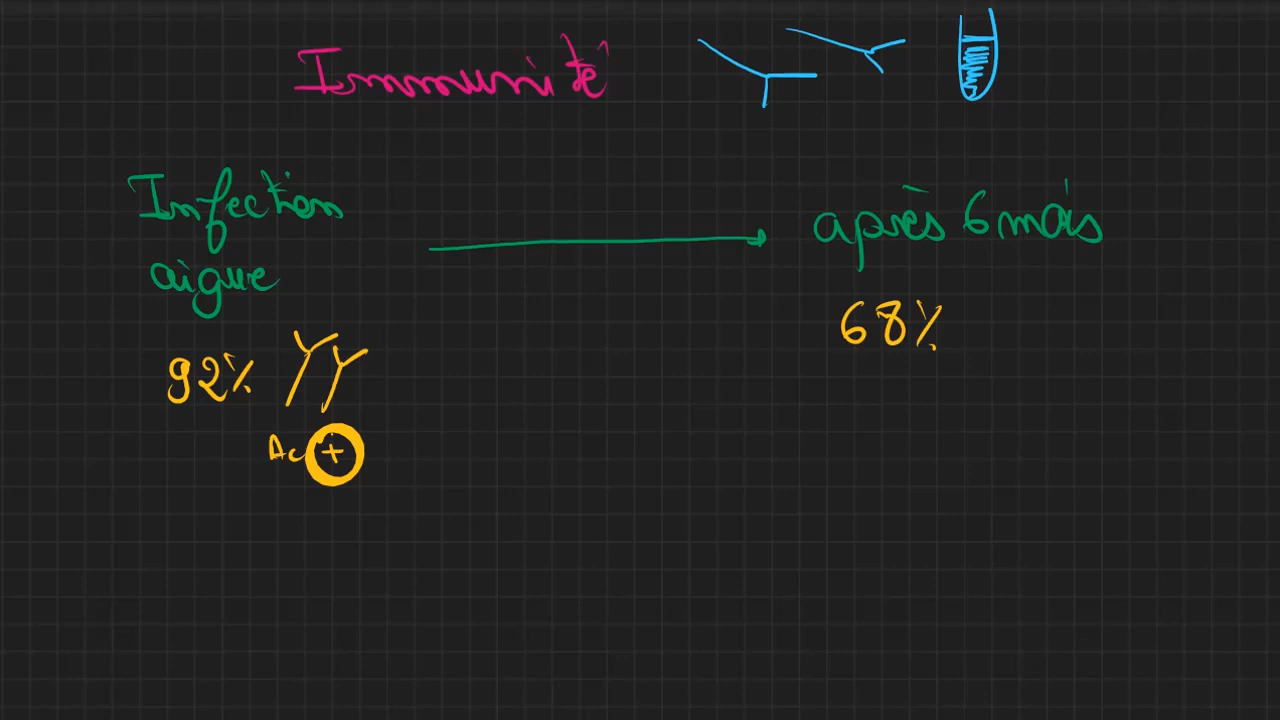 Immunité
Infection
aigue
après 6 mois
92%
68%
Ac +